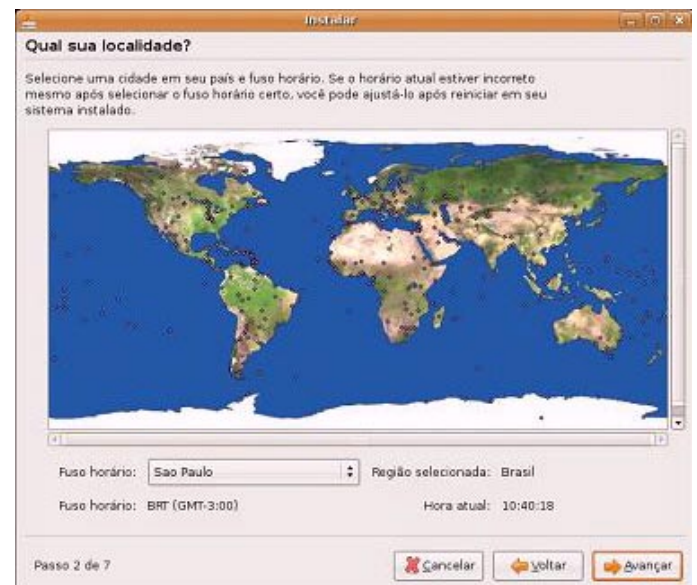 Instalar
Qual sua localidade?
Selecione uma cidade em seu país e fuso horário. Se o horário atual estiver incorreto
mesmo após selecionar o fuso horário certo, você pode ajustá-lo após reiniciar em seu
sistema instalado.
Fuso horário: Sao Paulo Região selecionada: Brasil
Fuso horário: BRT (GMT-3:00) Hora atual: 10:40:18
Passo 2 de 7 Cancelar Voltar Avançar